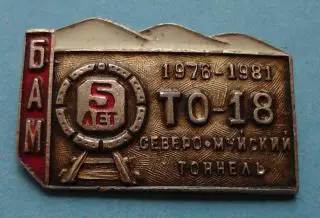 БАМ
5
ЛЕТ
1976-1981
ТО-18
СЕВЕРО-МУЙСКИЙ
ТОННЕЛЬ